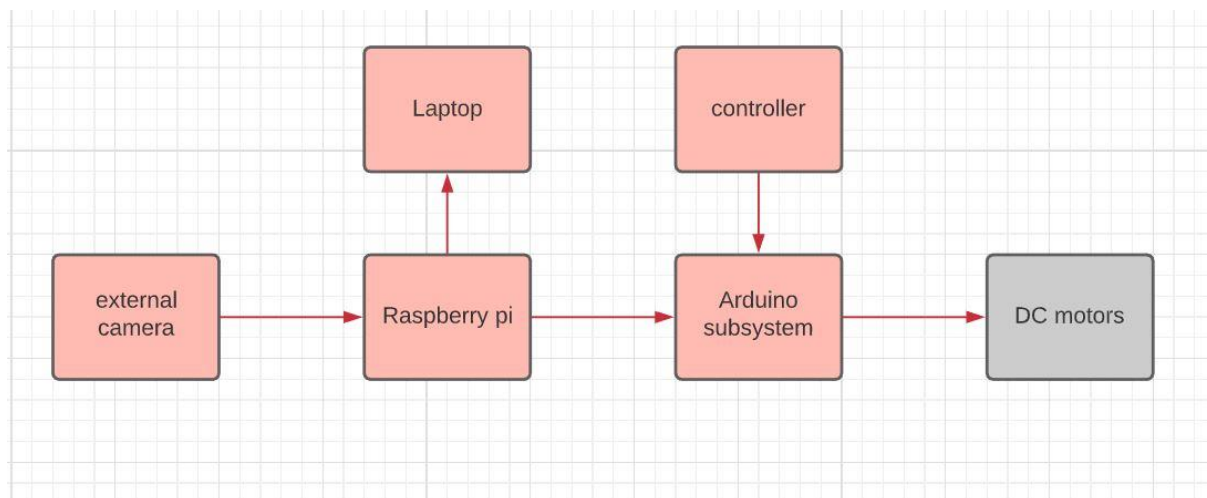 Laptop
controller
external
camera
Raspberry pi
Arduino
subsystem
DC motors